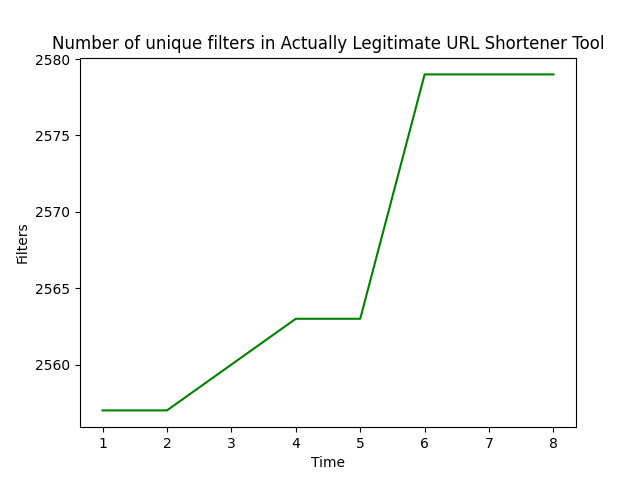 Number of unique filters in Actually Legitimate URL Shortener Tool
2580
2575
2570
2565
2560
Filters
1 2 3 4 5 6 7 8
Time